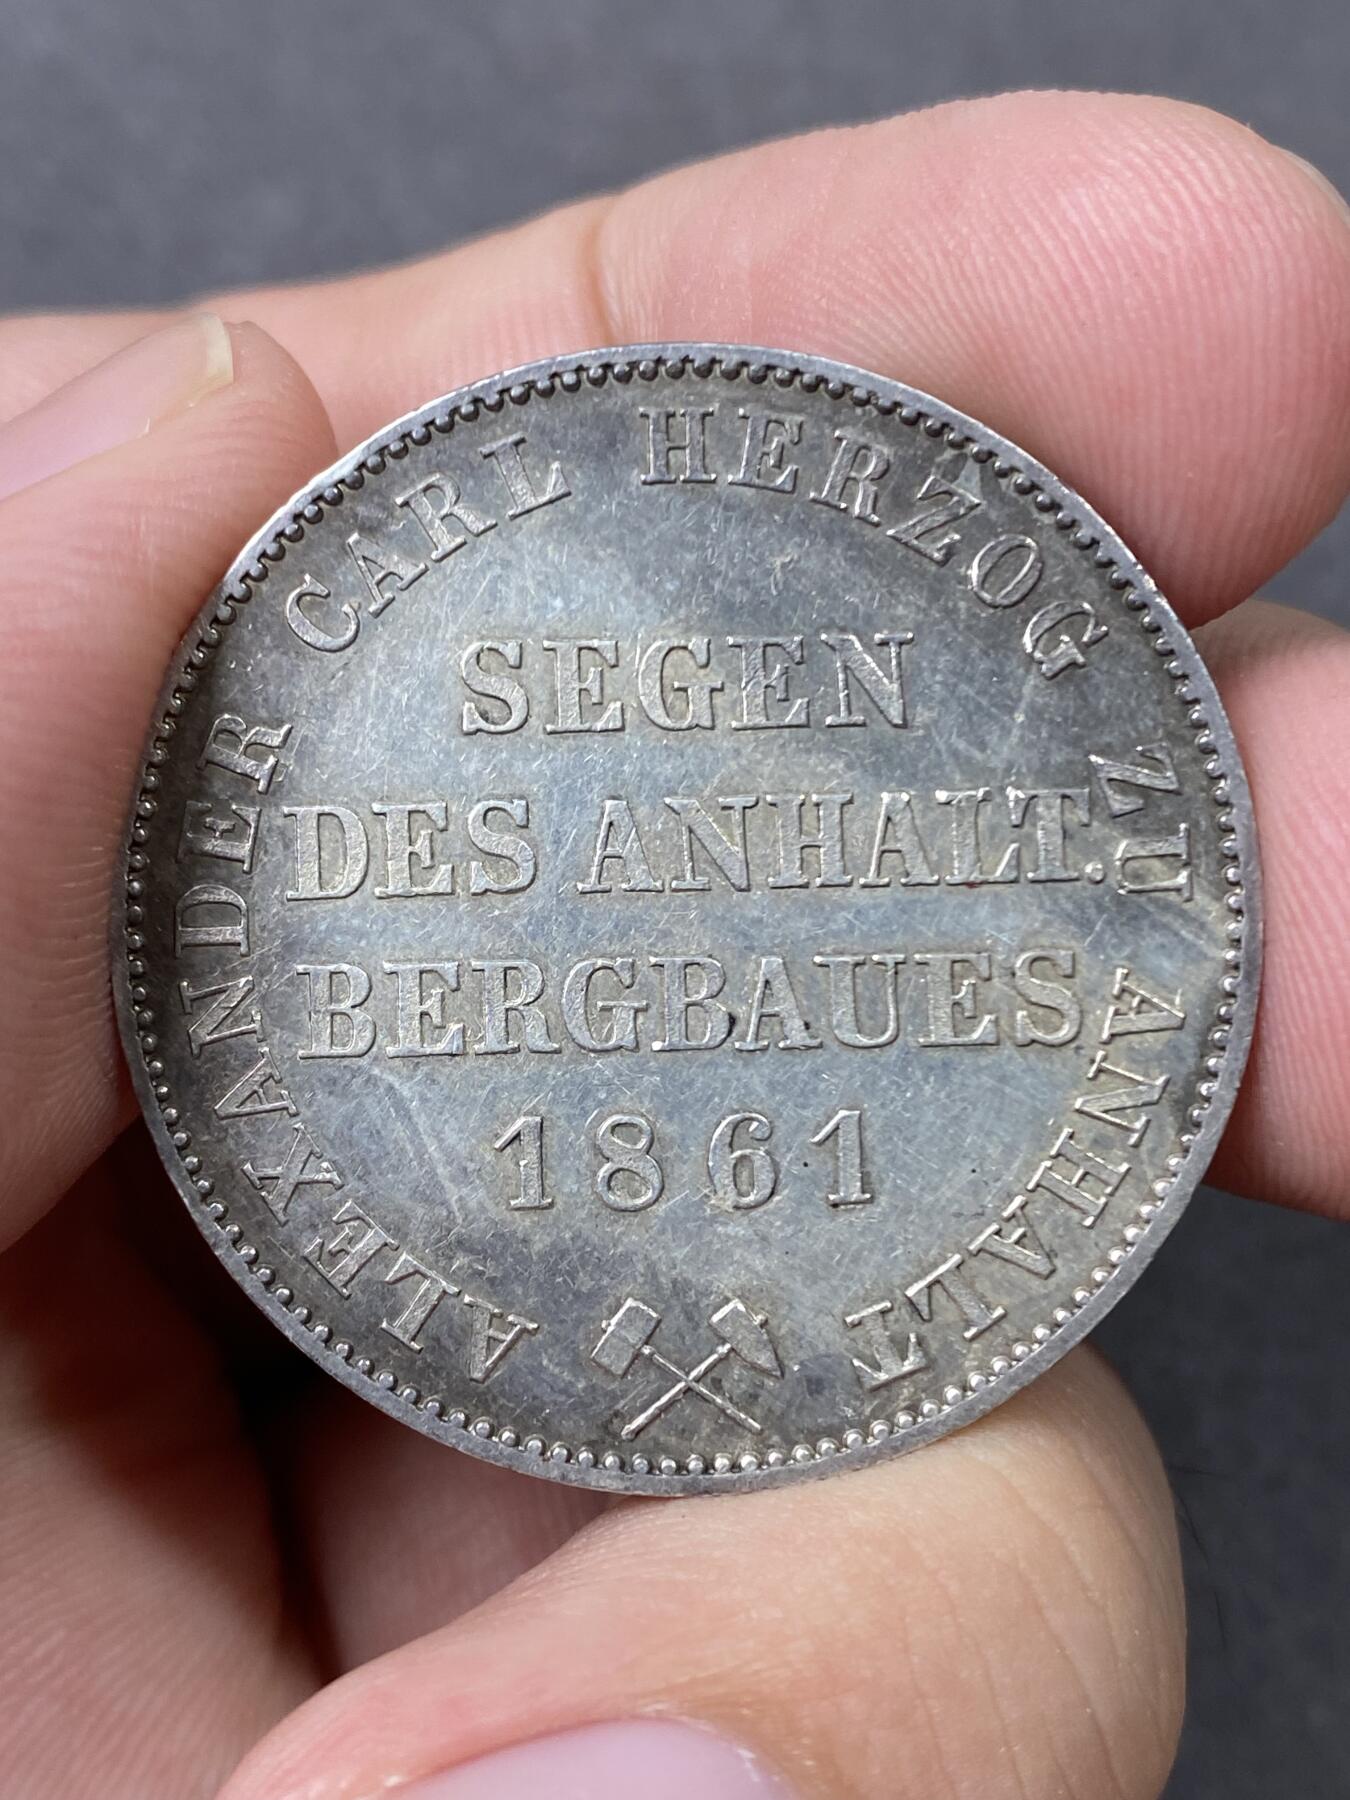 ALEXANDER CARL HERZOG ZU ANHALT
SEGEN
DES ANHALT.
BERGBAUES
1861